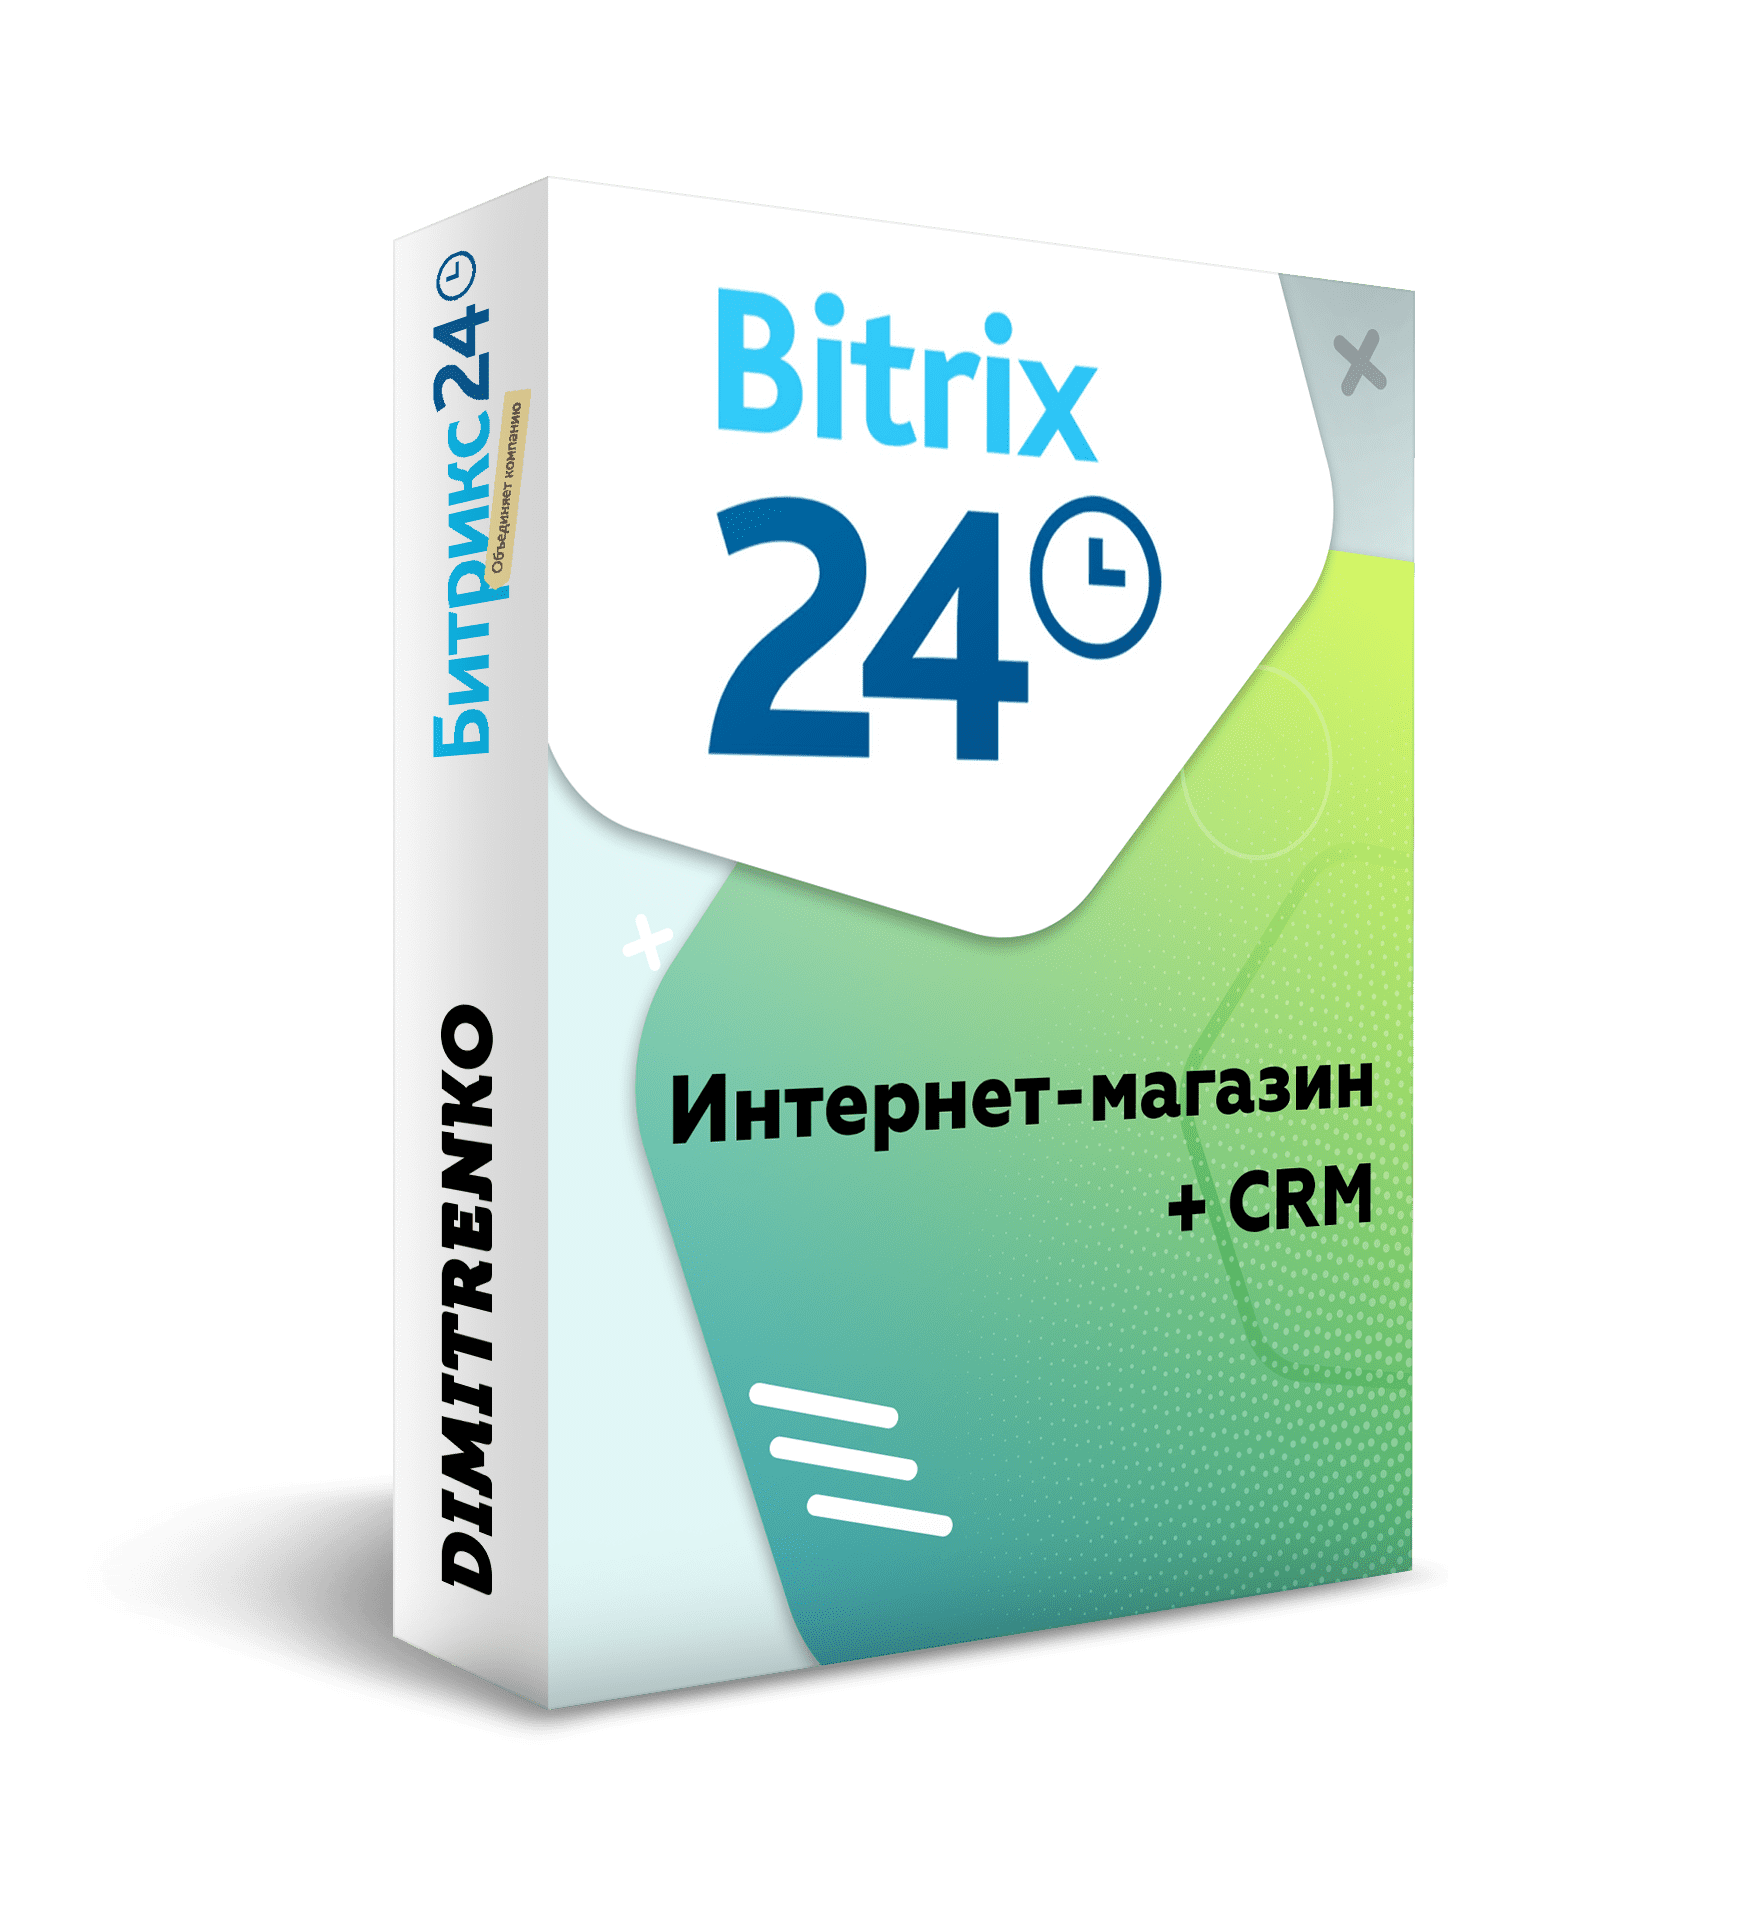 Bitrix
24
Интернет-магазин
+ CRM
Битрикс24
Объединяет компанию
DIMITRENKO